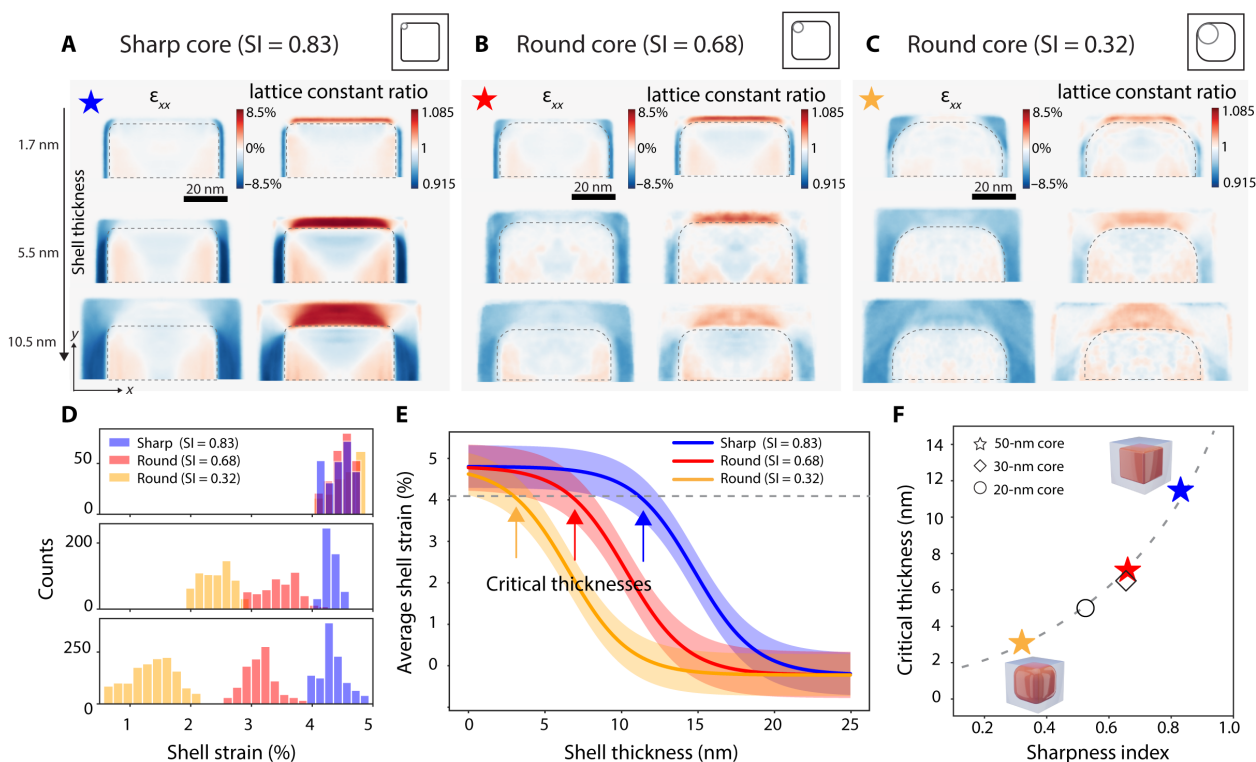 A Sharp core (SI = 0.83)
B Round core (SI = 0.68)
C Round core (SI = 0.32)
εxx
lattice constant ratio
8.5%
0%
−8.5%
1.085
1
0.915
20 nm
εxx
lattice constant ratio
8.5%
0%
−8.5%
1.085
1
0.915
20 nm
εxx
lattice constant ratio
8.5%
0%
−8.5%
1.085
1
0.915
20 nm
Shell thickness
1.7 nm
5.5 nm
10.5 nm
y
x
D
Sharp (SI = 0.83)
Round (SI = 0.68)
Round (SI = 0.32)
50
0
200
0
250
0
Counts
1 2 3 4 5
Shell strain (%)
E
Sharp (SI = 0.83)
Round (SI = 0.68)
Round (SI = 0.32)
5
4
3
2
1
0
Average shell strain (%)
Critical thicknesses
0 5 10 15 20 25
Shell thickness (nm)
F
50-nm core
30-nm core
20-nm core
14
12
10
8
6
4
2
0
Critical thickness (nm)
0.2 0.4 0.6 0.8 1.0
Sharpness index